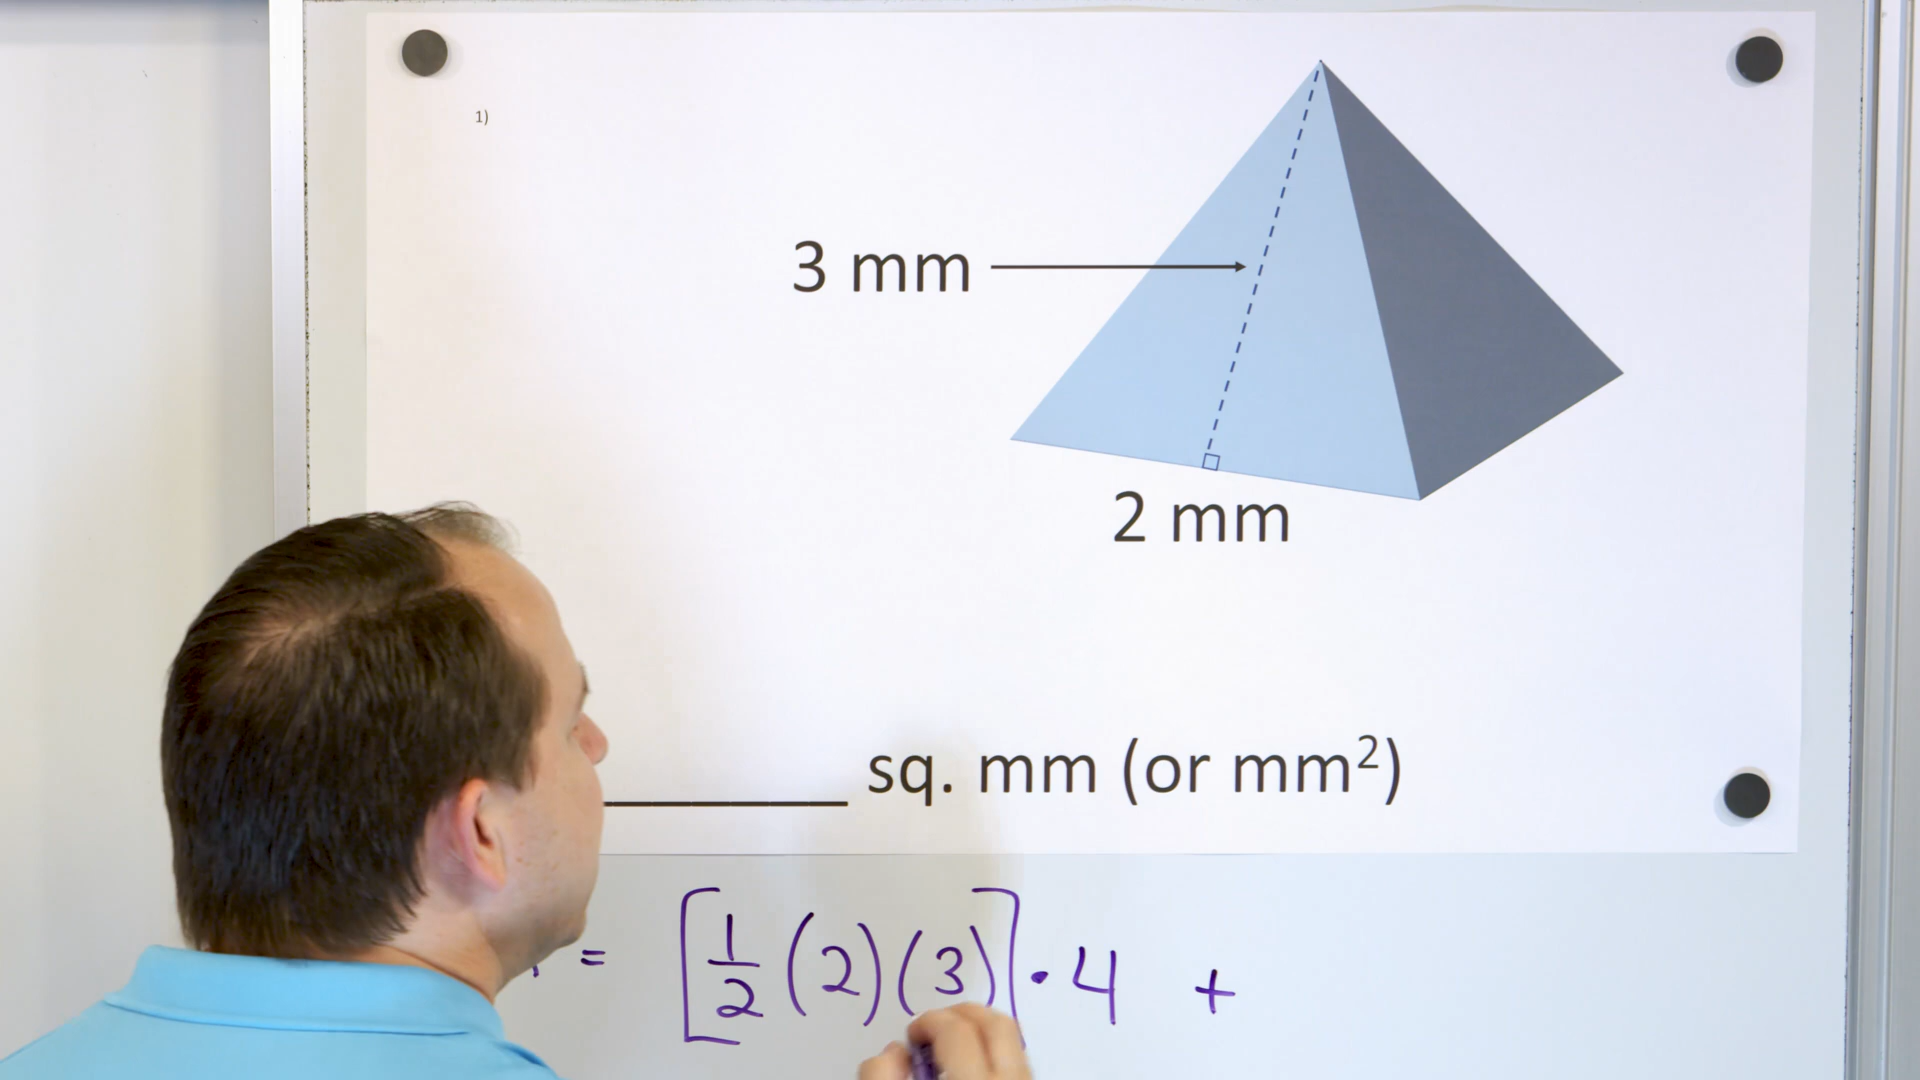 1)
3 mm
2 mm
sq. mm (or mm²)
= [1/2 (2)(3)] · 4 +